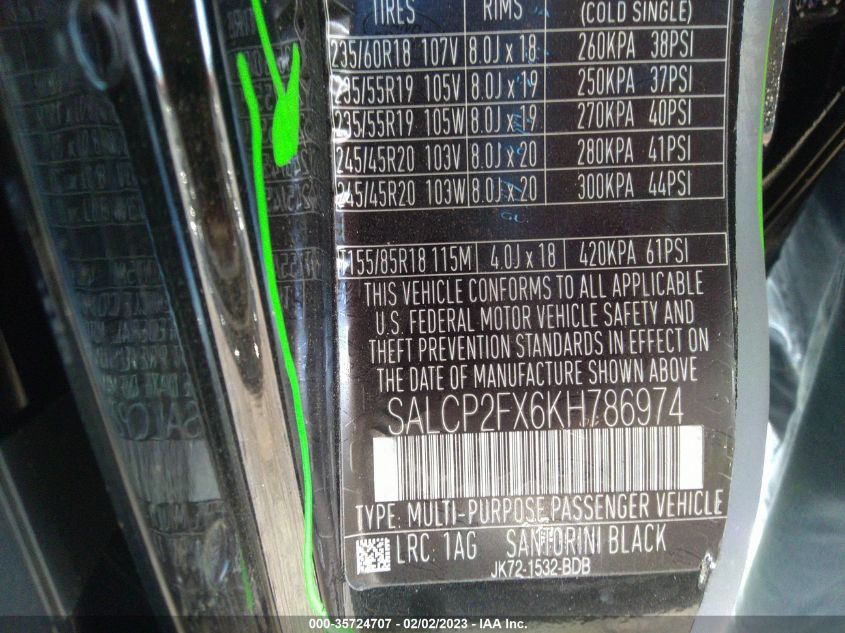 TIRES RIMS (COLD SINGLE)
235/60R18 107V 8.0J x 18 260KPA 38PSI
235/55R19 105V 8.0J x 19 250KPA 37PSI
235/55R19 105W 8.0J x 19 270KPA 40PSI
245/45R20 103V 8.0J x 20 280KPA 41PSI
245/45R20 103W 8.0J x 20 300KPA 44PSI
T155/85R18 115M 4.0J x 18 420KPA 61PSI
THIS VEHICLE CONFORMS TO ALL APPLICABLE
U.S. FEDERAL MOTOR VEHICLE SAFETY AND
THEFT PREVENTION STANDARDS IN EFFECT ON
THE DATE OF MANUFACTURE SHOWN ABOVE
SALCP2FX6KH786974
TYPE: MULTI-PURPOSE PASSENGER VEHICLE
LRC: 1AG SANTORINI BLACK
JK72-1532-BDB
000-35724707 - 02/02/2023 - IAA Inc.